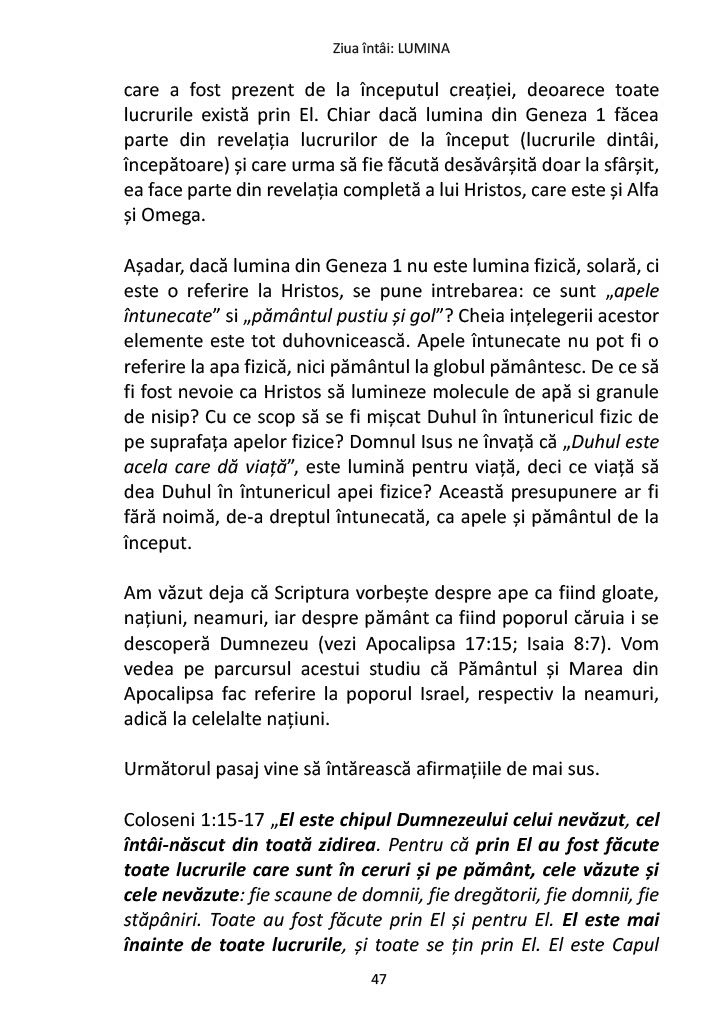 Ziua întâi: LUMINA
care a fost prezent de la începutul creației, deoarece toate
lucrurile există prin El. Chiar dacă lumina din Geneza 1 făcea
parte din revelația lucrurilor de la început (lucrurile dintâi,
începătoare) și care urma să fie făcută desăvârșită doar la sfârșit,
ea face parte din revelația completă a lui Hristos, care este și Alfa
și Omega.
Așadar, dacă lumina din Geneza 1 nu este lumina fizică, solară, ci
este o referire la Hristos, se pune intrebarea: ce sunt „apele
întunecate” si „pământul pustiu și gol”? Cheia ințelegerii acestor
elemente este tot duhovnicească. Apele întunecate nu pot fi o
referire la apa fizică, nici pământul la globul pământesc. De ce să
fi fost nevoie ca Hristos să lumineze molecule de apă si granule
de nisip? Cu ce scop să se fi mișcat Duhul în întunericul fizic de
pe suprafața apelor fizice? Domnul Isus ne învață că „Duhul este
acela care dă viață”, este lumină pentru viață, deci ce viață să
dea Duhul în întunericul apei fizice? Această presupunere ar fi
fără noimă, de-a dreptul întunecată, ca apele și pământul de la
început.
Am văzut deja că Scriptura vorbește despre ape ca fiind gloate,
națiuni, neamuri, iar despre pământ ca fiind poporul căruia i se
descoperă Dumnezeu (vezi Apocalipsa 17:15; Isaia 8:7). Vom
vedea pe parcursul acestui studiu că Pământul și Marea din
Apocalipsa fac referire la poporul Israel, respectiv la neamuri,
adică la celelalte națiuni.
Următorul pasaj vine să întărească afirmațiile de mai sus.
Coloseni 1:15-17 „El este chipul Dumnezeului celui nevăzut, cel
întâi-născut din toată zidirea. Pentru că prin El au fost făcute
toate lucrurile care sunt în ceruri și pe pământ, cele văzute și
cele nevăzute: fie scaune de domnii, fie dregătorii, fie domnii, fie
stăpâniri. Toate au fost făcute prin El și pentru El. El este mai
înainte de toate lucrurile, și toate se țin prin El. El este Capul
47